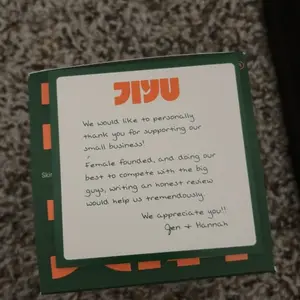 JIYU
We would like to personally
thank you for supporting our
small business!
Female founded, and doing our
best to compete with the big
guys, writing an honest review
would help us tremendously.
We appreciate you!!
Jen + Hannah